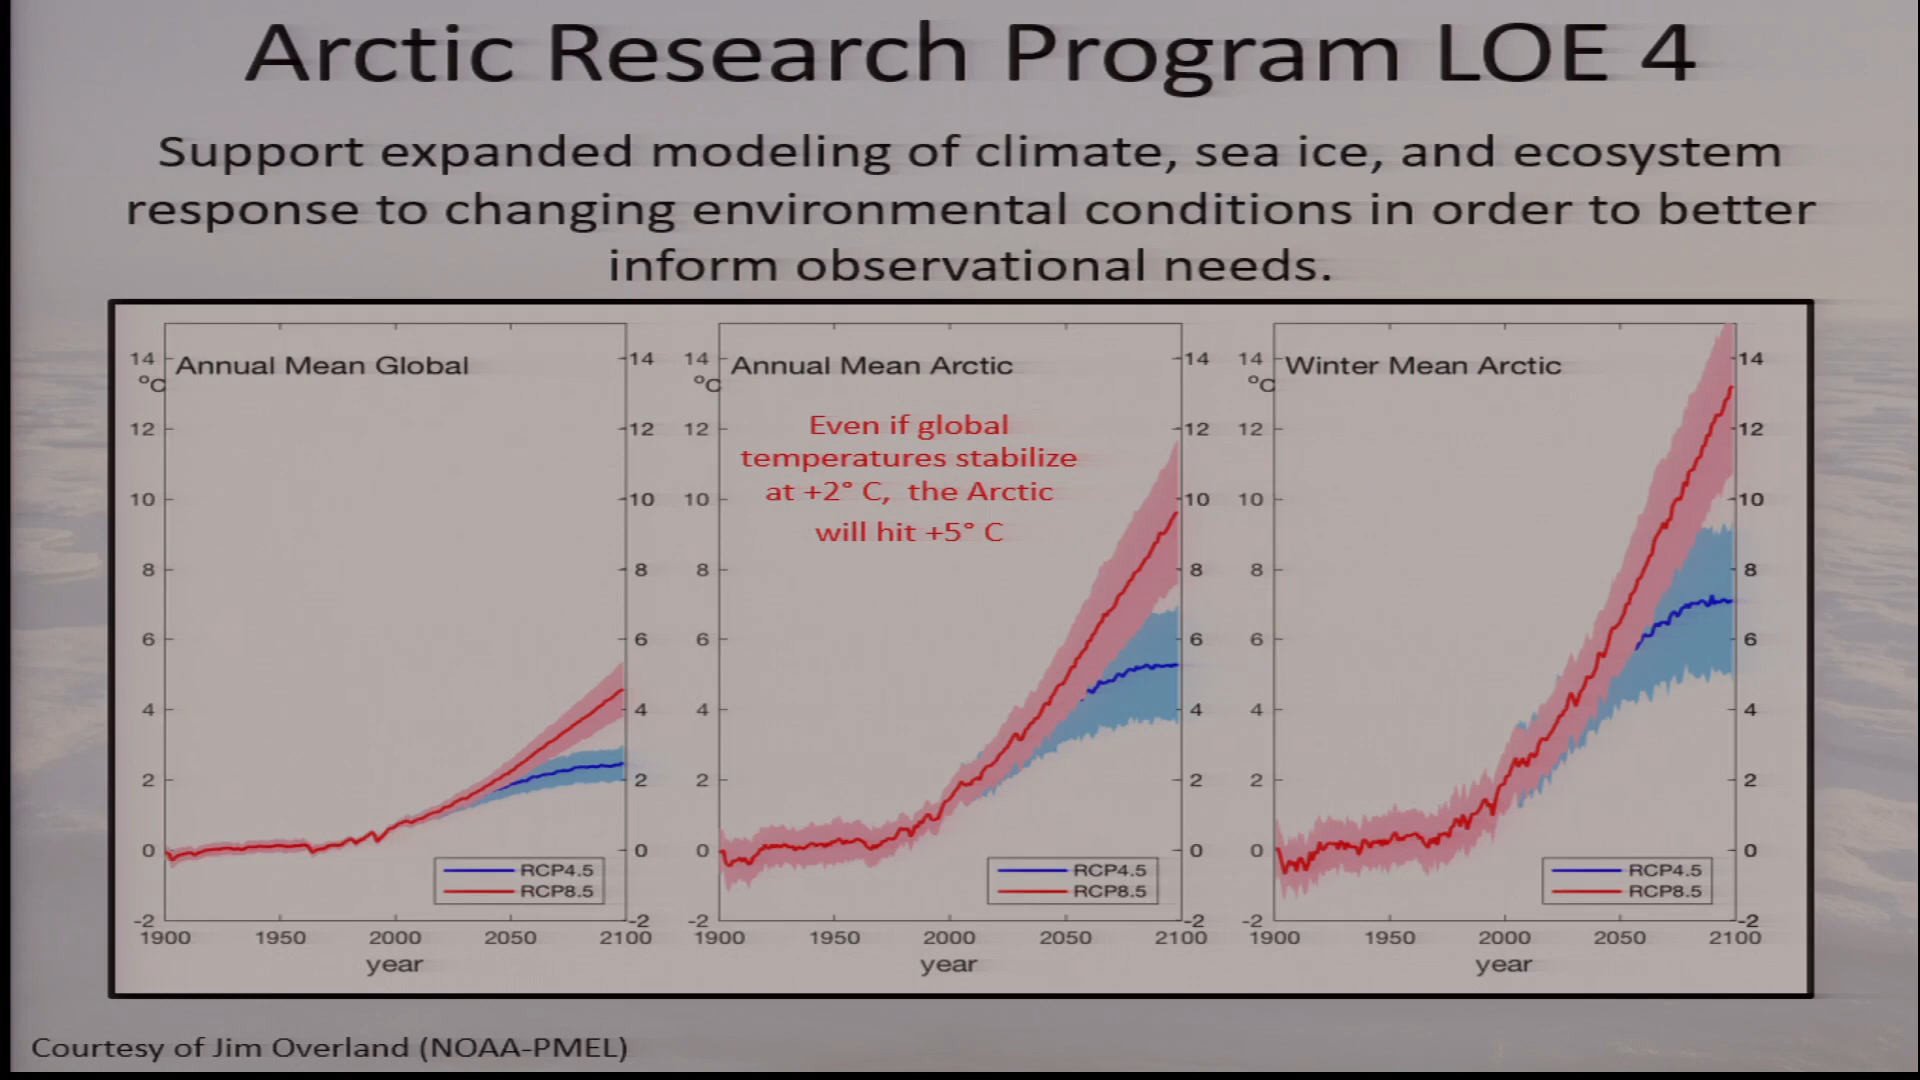 Arctic Research Program LOE 4
Support expanded modeling of climate, sea ice, and ecosystem
response to changing environmental conditions in order to better
inform observational needs.
Annual Mean Global
14
14
°C
12
12
10
10
8
8
6
6
4
4
2
2
0
0
-2
-2
RCP4.5
RCP8.5
1900 1950 2000 2050 2100
year
Annual Mean Arctic
14
14
°C
Even if global
temperatures stabilize
at +2° C, the Arctic
will hit +5° C
12
12
10
10
8
8
6
6
4
4
2
2
0
0
-2
-2
RCP4.5
RCP8.5
1900 1950 2000 2050 2100
year
Winter Mean Arctic
14
14
°C
12
12
10
10
8
8
6
6
4
4
2
2
0
0
-2
-2
RCP4.5
RCP8.5
1900 1950 2000 2050 2100
year
Courtesy of Jim Overland (NOAA-PMEL)